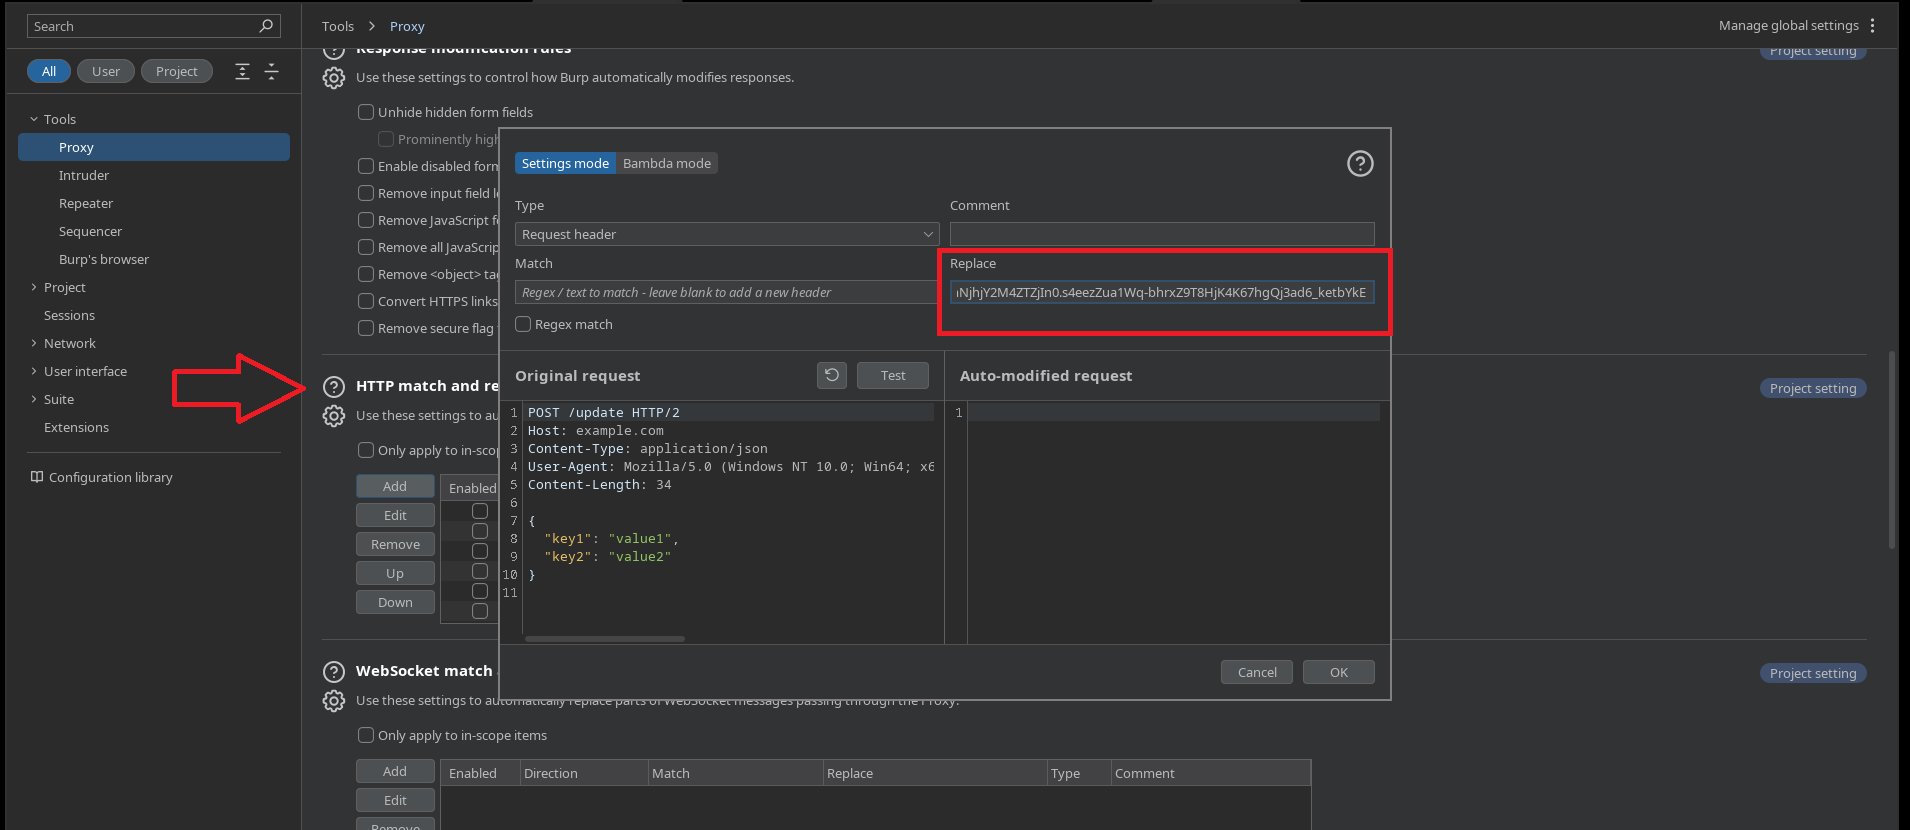 Search
All
User
Project
Tools
Proxy
Intruder
Repeater
Sequencer
Burp's browser
Project
Sessions
Network
User interface
Suite
Extensions
Configuration library
Tools > Proxy
Manage global settings
Response modification rules
Project setting
Use these settings to control how Burp automatically modifies responses.
Unhide hidden form fields
Prominently high
Enable disabled form
Remove input field le
Remove JavaScript fo
Remove all JavaScrip
Remove <object> tag
Convert HTTPS links
Remove secure flag
HTTP match and re
Project setting
Use these settings to au
Only apply to in-scop
Add
Edit
Remove
Up
Down
Enabled
Settings mode
Bambda mode
Type
Comment
Request header
Match
Replace
Regex / text to match - leave blank to add a new header
NjhjY2M4ZTZjIn0.s4eezZua1Wq-bhrxZ9T8HjK4K67hgQj3ad6_ketbYkE
Regex match
Original request
Test
Auto-modified request
1 POST /update HTTP/2
2 Host: example.com
3 Content-Type: application/json
4 User-Agent: Mozilla/5.0 (Windows NT 10.0; Win64; x6
5 Content-Length: 34
6
7 {
8 "key1": "value1",
9 "key2": "value2"
10 }
11
1
Cancel
OK
WebSocket match
Project setting
Use these settings to automatically replace parts of WebSocket messages passing through the Proxy.
Only apply to in-scope items
Add
Edit
Remove
Enabled
Direction
Match
Replace
Type
Comment